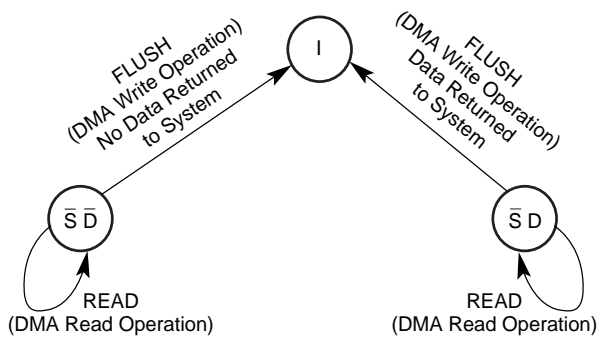 FLUSH
(DMA Write Operation)
No Data Returned
to System
I
FLUSH
(DMA Write Operation)
Data Returned
to System
S̅ D̅
S̅ D
READ
(DMA Read Operation)
READ
(DMA Read Operation)